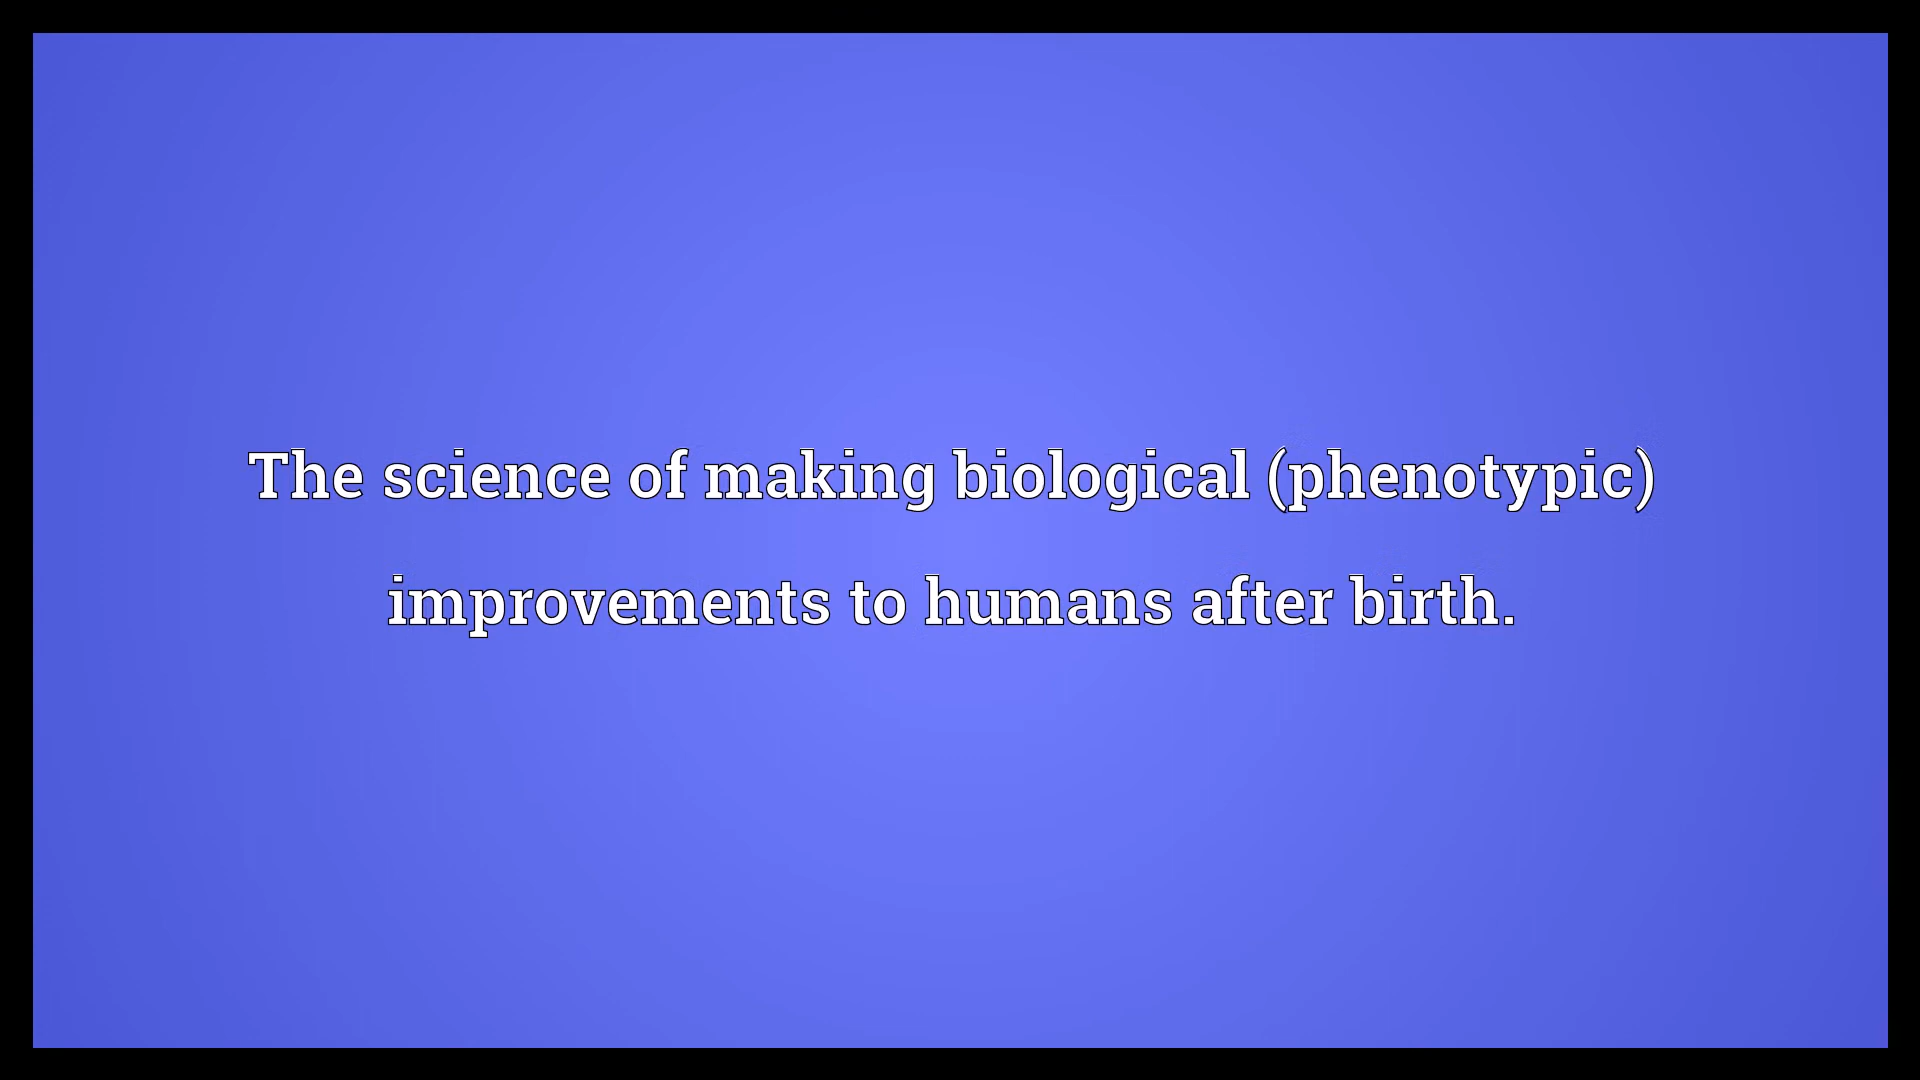 The science of making biological (phenotypic)
improvements to humans after birth.